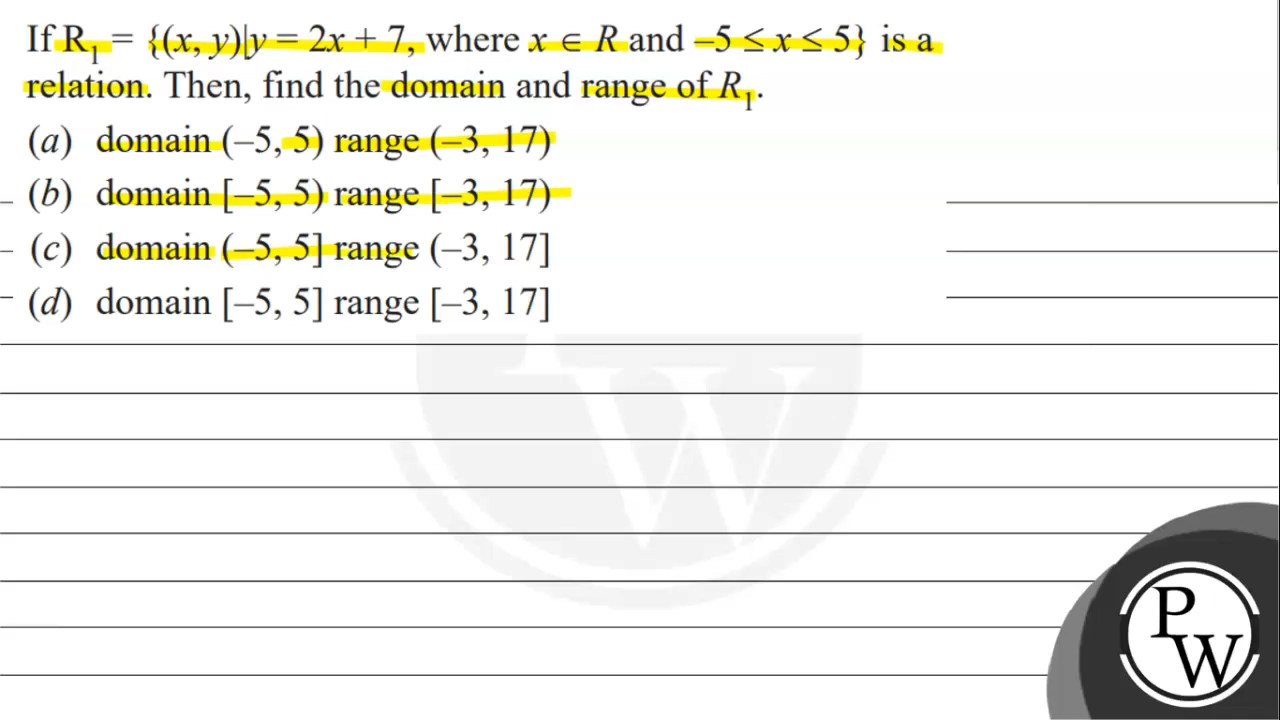 If R₁ = {(x, y)|y = 2x + 7, where x ∈ R and –5 ≤ x ≤ 5} is a
relation. Then, find the domain and range of R₁.
(a) domain (–5, 5) range (–3, 17)
(b) domain [–5, 5) range [–3, 17)
(c) domain (–5, 5] range (–3, 17]
(d) domain [–5, 5] range [–3, 17]
W
P
W